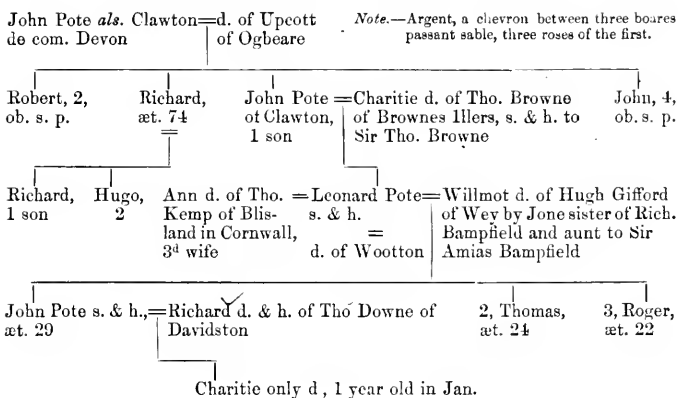 John Pote als. Clawton=d. of Upcott
de com. Devon
of Ogbeare
Note.—Argent, a chevron between three boares
passant sable, three roses of the first.
Robert, 2,
ob. s. p.
Richard,
æt. 74
=
John Pote
of Clawton,
1 son
=Charitie d. of Tho. Browne
of Brownes Illers, s. & h. to
Sir Tho. Browne
John, 4,
ob. s. p.
Richard,
1 son
Hugo,
2
Ann d. of Tho.
Kemp of Blis-
land in Cornwall,
3d wife
=Leonard Pote=
s. & h.
=
d. of Wootton
Willmot d. of Hugh Gifford
of Wey by Jone sister of Rich.
Bampfield and aunt to Sir
Amias Bampfield
John Pote s. & h.,
æt. 29
=Richard d. & h. of Tho Downe of
Davidston
2, Thomas,
æt. 24
3, Roger,
æt. 22
Charitie only d, 1 year old in Jan.